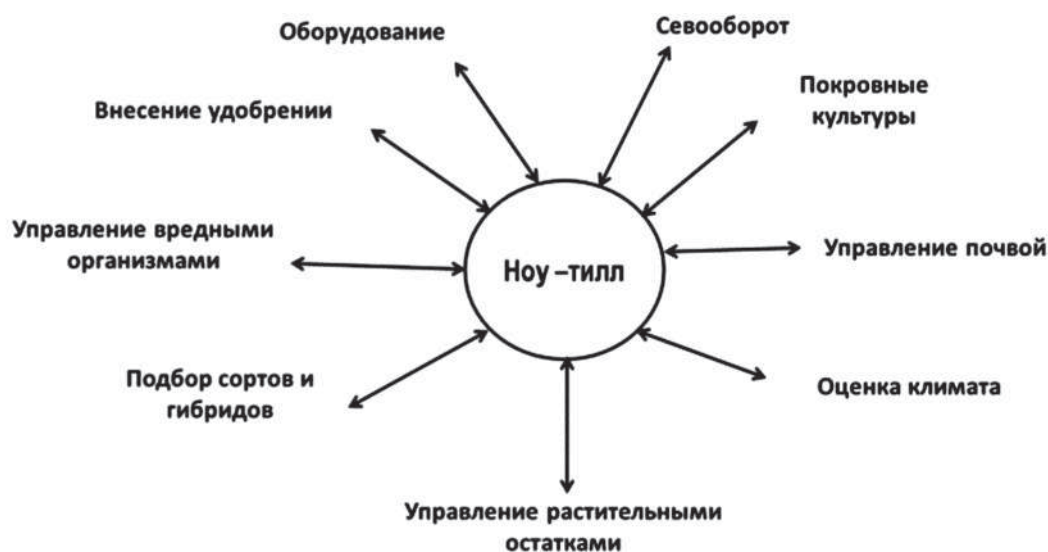 Оборудование
Севооборот
Внесение удобрении
Покровные
культуры
Управление вредными
организмами
Ноу –тилл
Управление почвой
Подбор сортов и
гибридов
Оценка климата
Управление растительными
остатками